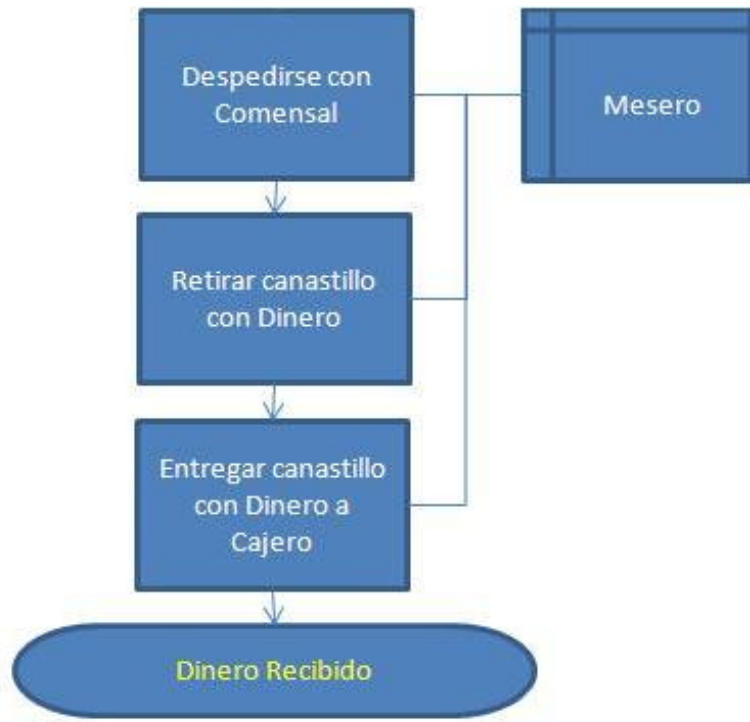 Despedirse con
Comensal
Mesero
Retirar canastillo
con Dinero
Entregar canastillo
con Dinero a
Cajero
Dinero Recibido